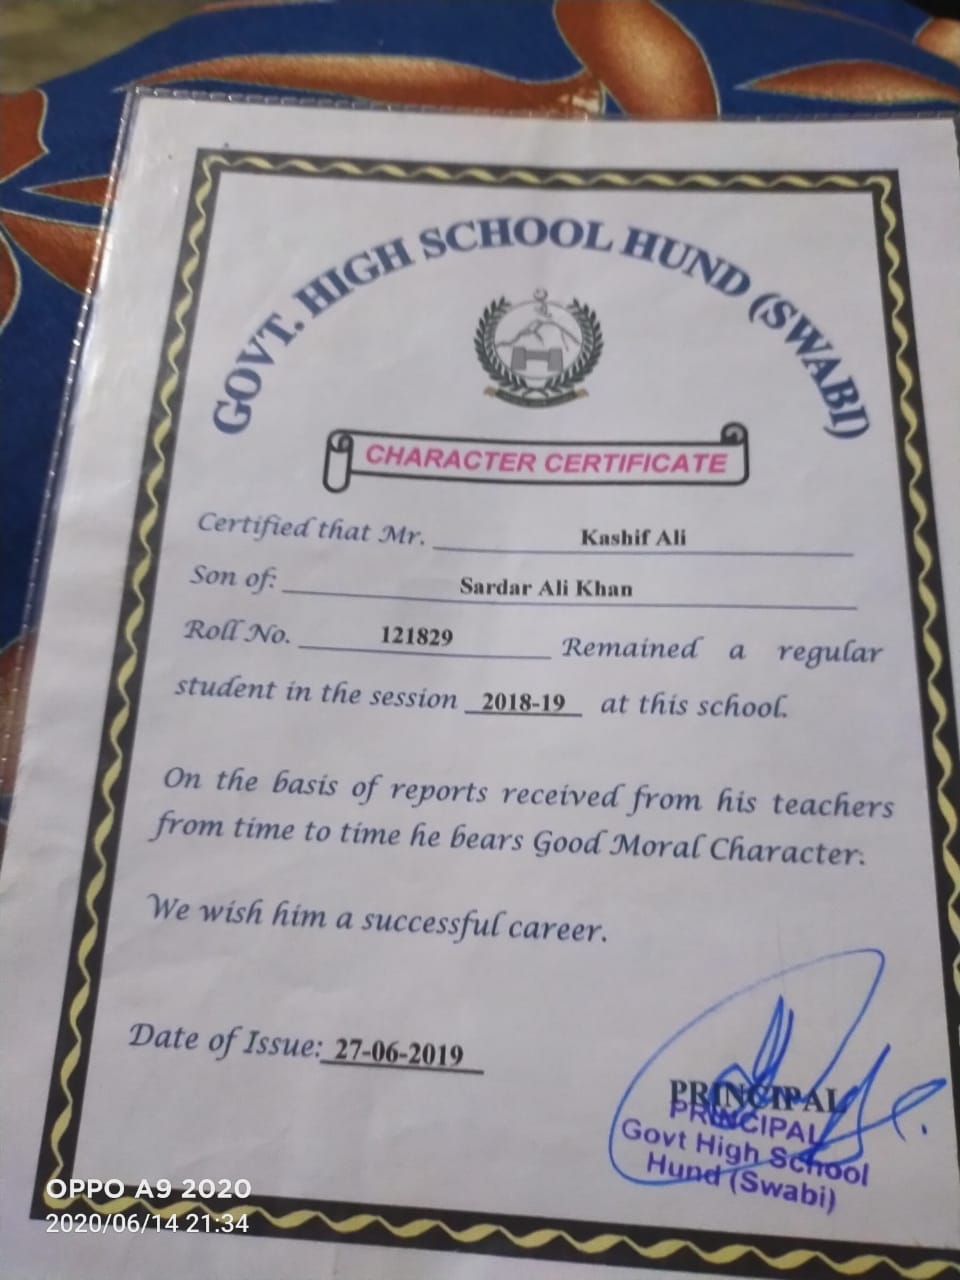 GOVT. HIGH SCHOOL HUND (SWABI)
CHARACTER CERTIFICATE
Certified that Mr. Kashif Ali
Son of: Sardar Ali Khan
Roll No. 121829 Remained a regular
student in the session 2018-19 at this school.
On the basis of reports received from his teachers
from time to time he bears Good Moral Character.
We wish him a successful career.
Date of Issue: 27-06-2019
PRINCIPAL
PRINCIPAL
Govt High School
Hund (Swabi)
OPPO A9 2020
2020/06/14 21:34